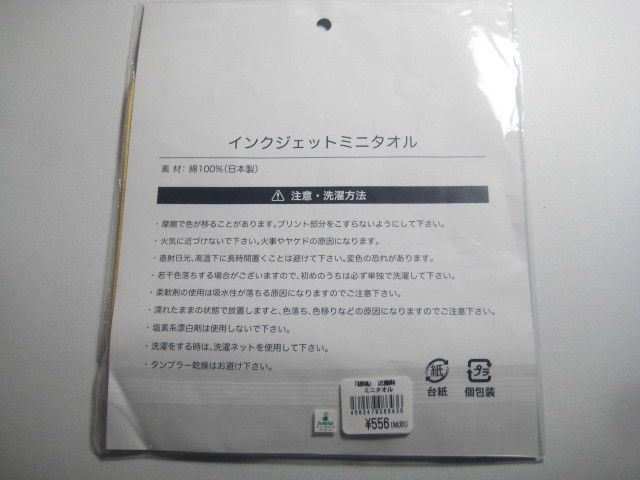 インクジェットミニタオル
素 材：綿100％（日本製）
注意・洗濯方法
・摩擦で色が移ることがあります。プリント部分をこすらないようにして下さい。
・火気に近づけないで下さい。火事やヤケドの原因になります。
・直射日光、高温下に長時間置くことは避けて下さい。変色の恐れがあります。
・若干色落ちする場合がございますので、初めのうちは必ず単独で洗濯して下さい。
・柔軟剤の使用は吸水性が落ちる原因になりますのでご注意下さい。
・濡れたままの状態で放置しますと、色落ち、色移りなどの原因になりますのでご注意下さい。
・塩素系漂白剤は使用しないで下さい。
・洗濯をする時は、洗濯ネットを使用して下さい。
・タンブラー乾燥はお避け下さい。
紙
プラ
台紙
個包装
ミニタオル
¥556